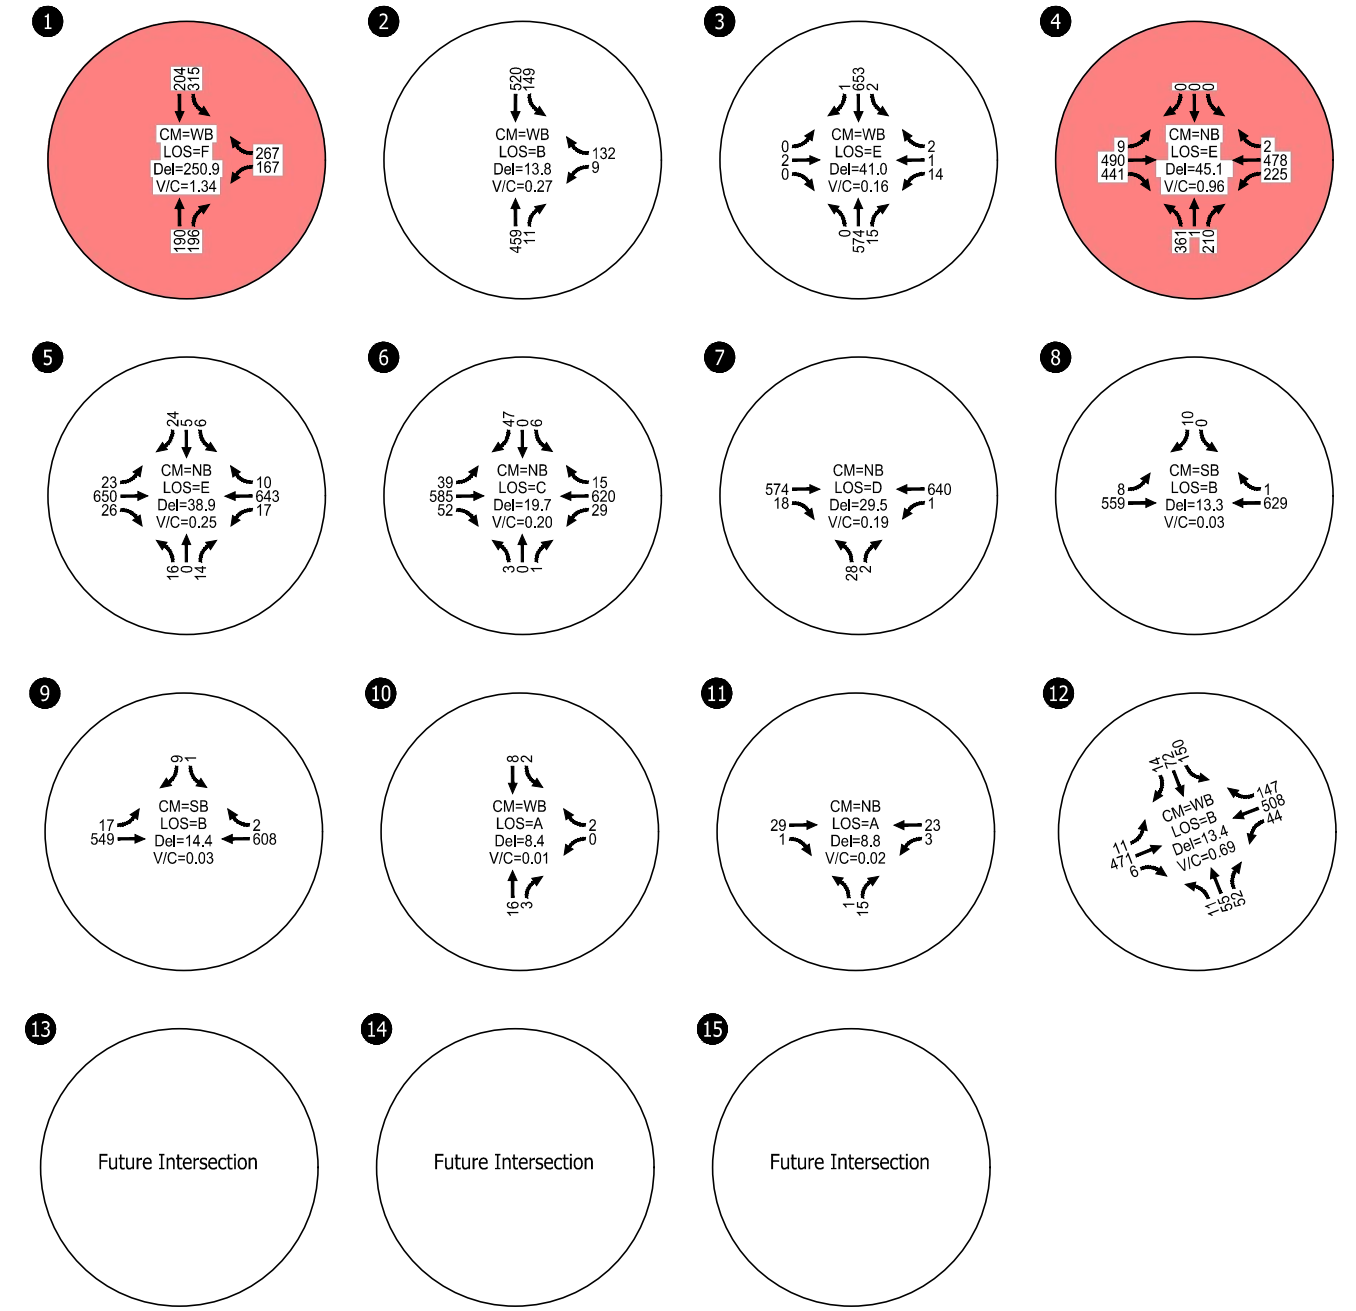 1
204
315
CM=WB
LOS=F
Del=250.9
V/C=1.34
267
167
190
196
2
520
149
CM=WB
LOS=B
Del=13.8
V/C=0.27
132
9
459
11
3
1
653
2
0
2
0
CM=WB
LOS=E
Del=41.0
V/C=0.16
2
1
14
0
574
15
4
0
0
0
9
490
441
CM=NB
LOS=E
Del=45.1
V/C=0.96
2
478
225
361
1
210
5
24
5
6
23
650
26
CM=NB
LOS=E
Del=38.9
V/C=0.25
10
643
17
16
0
14
6
47
0
6
39
585
52
CM=NB
LOS=C
Del=19.7
V/C=0.20
15
620
29
3
0
1
7
574
18
CM=NB
LOS=D
Del=29.5
V/C=0.19
640
1
28
2
8
10
0
8
559
CM=SB
LOS=B
Del=13.3
V/C=0.03
1
629
9
9
1
17
549
CM=SB
LOS=B
Del=14.4
V/C=0.03
2
608
10
8
2
CM=WB
LOS=A
Del=8.4
V/C=0.01
2
0
16
3
11
29
1
CM=NB
LOS=A
Del=8.8
V/C=0.02
23
3
1
15
12
14
72
150
11
471
6
CM=WB
LOS=B
Del=13.4
V/C=0.69
147
508
44
11
55
52
13
Future Intersection
14
Future Intersection
15
Future Intersection